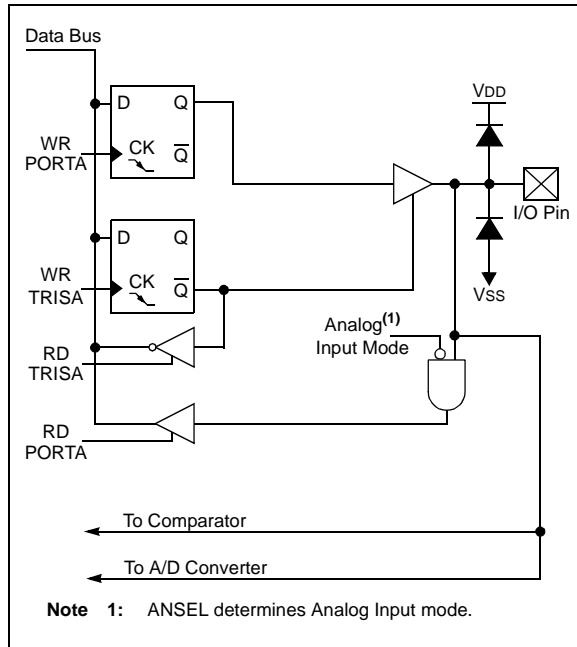 Data Bus
D Q
WR
PORTA
CK Q
VDD
I/O Pin
D Q
WR
TRISA
CK Q
VSS
Analog(1)
Input Mode
RD
TRISA
RD
PORTA
To Comparator
To A/D Converter
Note 1: ANSEL determines Analog Input mode.